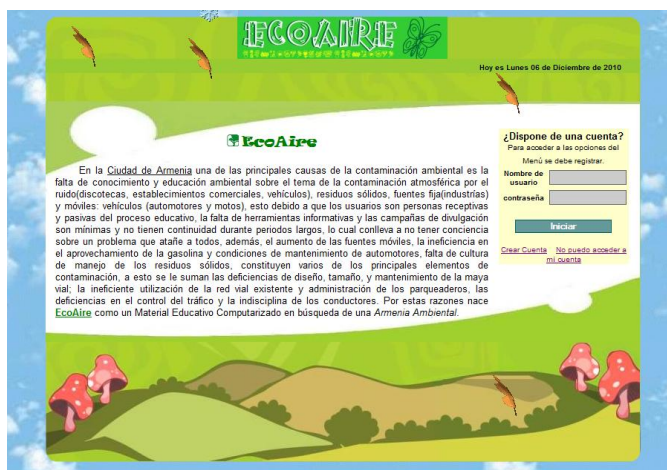 ECOAIRE
Hoy es Lunes 06 de Diciembre de 2010
EcoAire
En la Ciudad de Armenia una de las principales causas de la contaminación ambiental es la
falta de conocimiento y educación ambiental sobre el tema de la contaminación atmosférica por el
ruido(discotecas, establecimientos comerciales, vehículos), residuos sólidos, fuentes fija(industrías)
y móviles: vehículos (automotores y motos), esto debido a que los usuarios son personas receptivas
y pasivas del proceso educativo, la falta de herramientas informativas y las campañas de divulgación
son mínimas y no tienen continuidad durante periodos largos, lo cual conlleva a no tener conciencia
sobre un problema que atañe a todos, además, el aumento de las fuentes móviles, la ineficiencia en
el aprovechamiento de la gasolina y condiciones de mantenimiento de automotores, falta de cultura
de manejo de los residuos sólidos, constituyen varios de los principales elementos de
contaminación, a esto se le suman las deficiencias de diseño, tamaño, y mantenimiento de la maya
vial; la ineficiente utilización de la red vial existente y administración de los parqueaderos, las
deficiencias en el control del tráfico y la indisciplina de los conductores. Por estas razones nace
EcoAire como un Material Educativo Computarizado en búsqueda de una Armenia Ambiental.
¿Dispone de una cuenta?
Para acceder a las opciones del
Menú se debe registrar.
Nombre de
usuario
contraseña
Iniciar
Crear Cuenta No puedo acceder a
mi cuenta